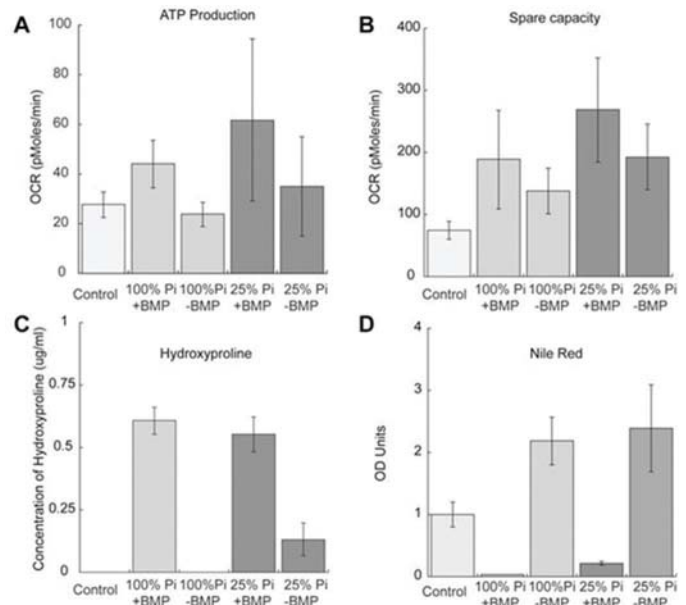 A
ATP Production
OCR (pMoles/min)
100
80
60
40
20
0
Control
100% Pi
+BMP
100%Pi
-BMP
25% Pi
+BMP
25% Pi
-BMP
B
Spare capacity
OCR (pMoles/min)
400
300
200
100
0
Control
100% Pi
+BMP
100%Pi
-BMP
25% Pi
+BMP
25% Pi
-BMP
C
Hydroxyproline
Concentration of Hydroxyproline (ug/ml)
1
0.75
0.5
0.25
0
Control
100% Pi
+BMP
100%Pi
-BMP
25% Pi
+BMP
25% Pi
-BMP
D
Nile Red
OD Units
4
3
2
1
0
Control
100% Pi
+BMP
100%Pi
-BMP
25% Pi
+BMP
25% Pi
-BMP